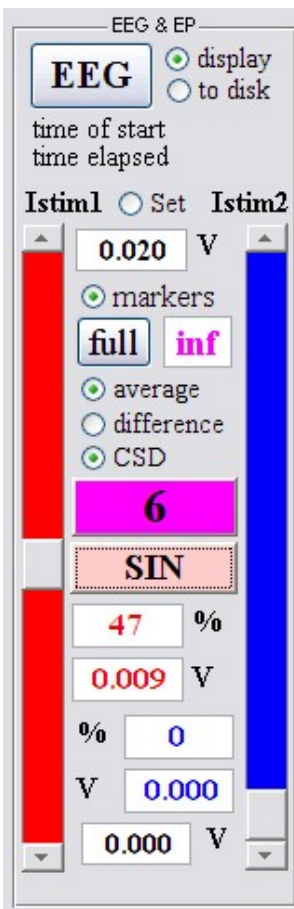 EEG & EP
EEG display
to disk
time of start
time elapsed
Istim1 Set Istim2
0.020 V
markers
full inf
average
difference
CSD
6
SIN
47 %
0.009 V
% 0
V 0.000
0.000 V